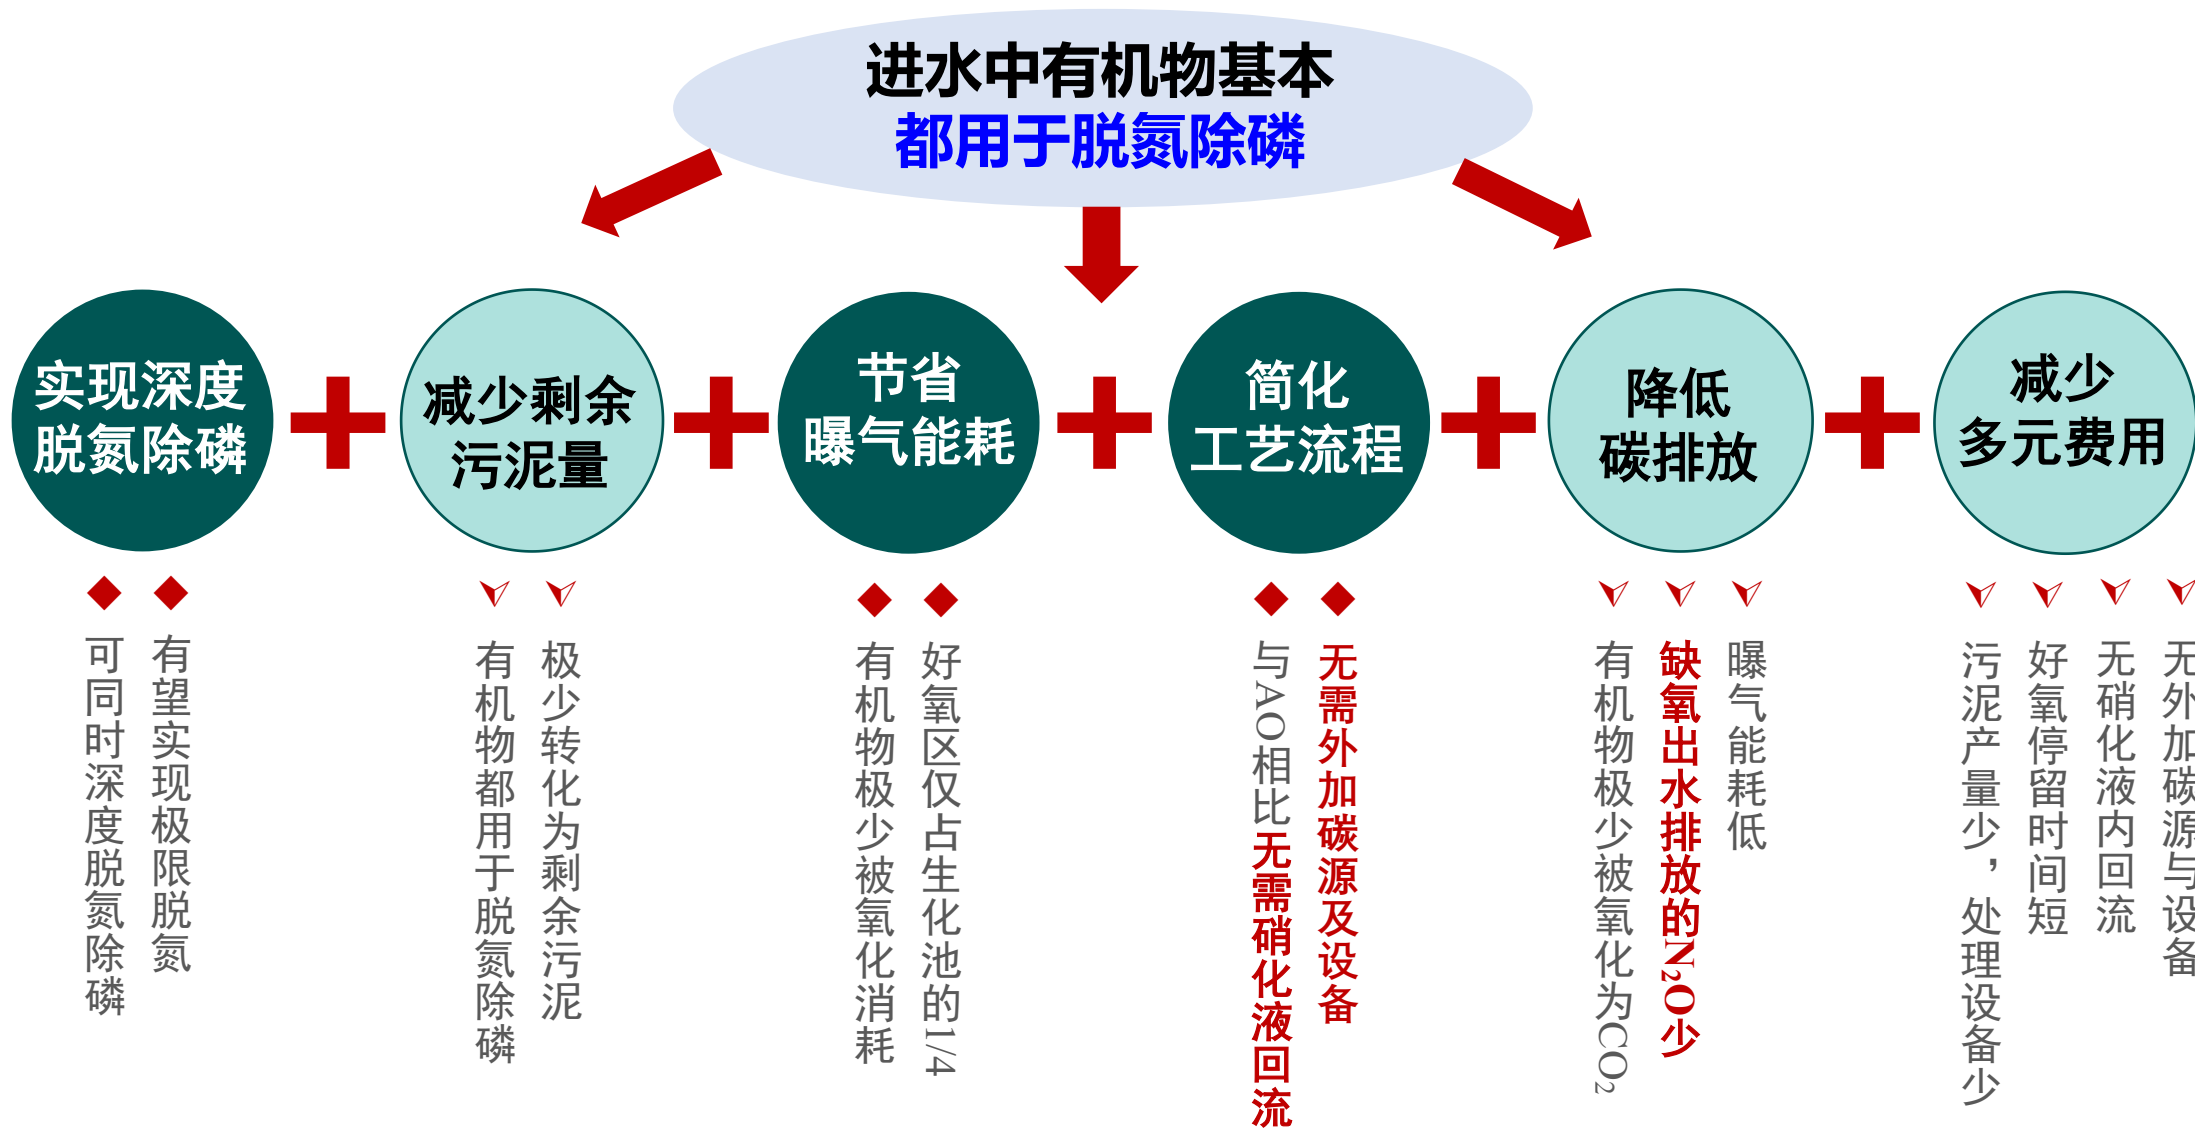 进水中有机物基本
都用于脱氮除磷
实现深度
脱氮除磷
减少剩余
污泥量
节省
曝气能耗
简化
工艺流程
降低
碳排放
减少
多元费用
可同时深度脱氮除磷
有望实现极限脱氮
有机物都用于脱氮除磷
极少转化为剩余污泥
有机物极少被氧化消耗
好氧区仅占生化池的1/4
与AO相比无需硝化液回流
无需外加碳源及设备
有机物极少被氧化为CO₂
缺氧出水排放的N₂O少
曝气能耗低
污泥产量少，处理设备少
好氧停留时间短
无硝化液内回流
无外加碳源与设备